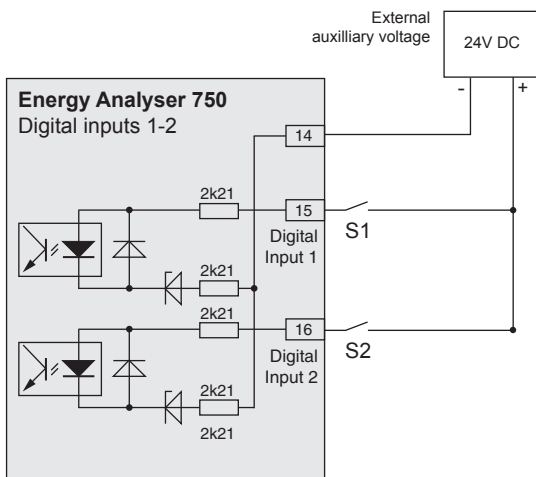 External
auxilliary voltage
24V DC
-
+
Energy Analyser 750
Digital inputs 1-2
14
2k21
15
S1
Digital
Input 1
2k21
2k21
16
S2
Digital
Input 2
2k21
2k21